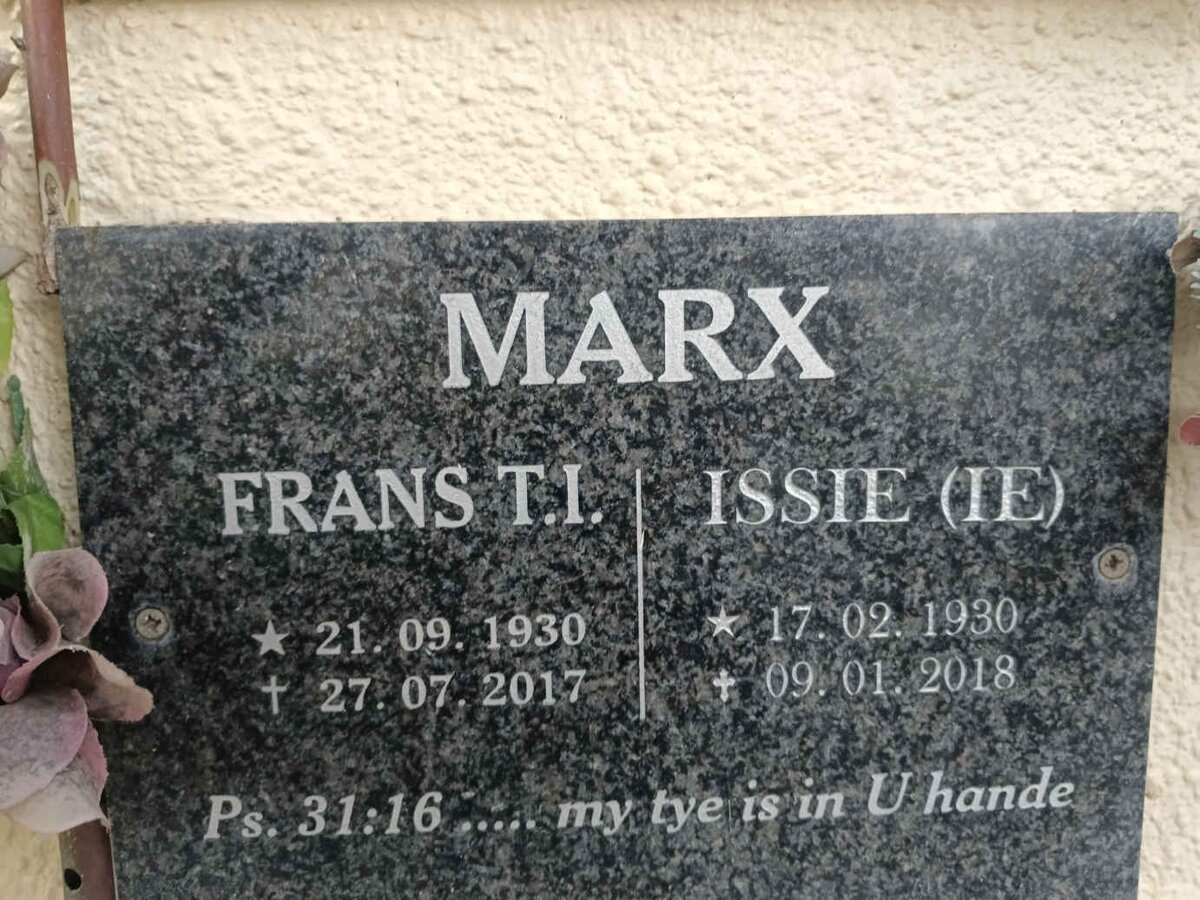 MARX
FRANS T.I. ISSIE (IE)
★ 21. 09. 1930 ★ 17. 02. 1930
† 27. 07. 2017 ✝ 09. 01. 2018
Ps. 31:16 ..... my tye is in U hande